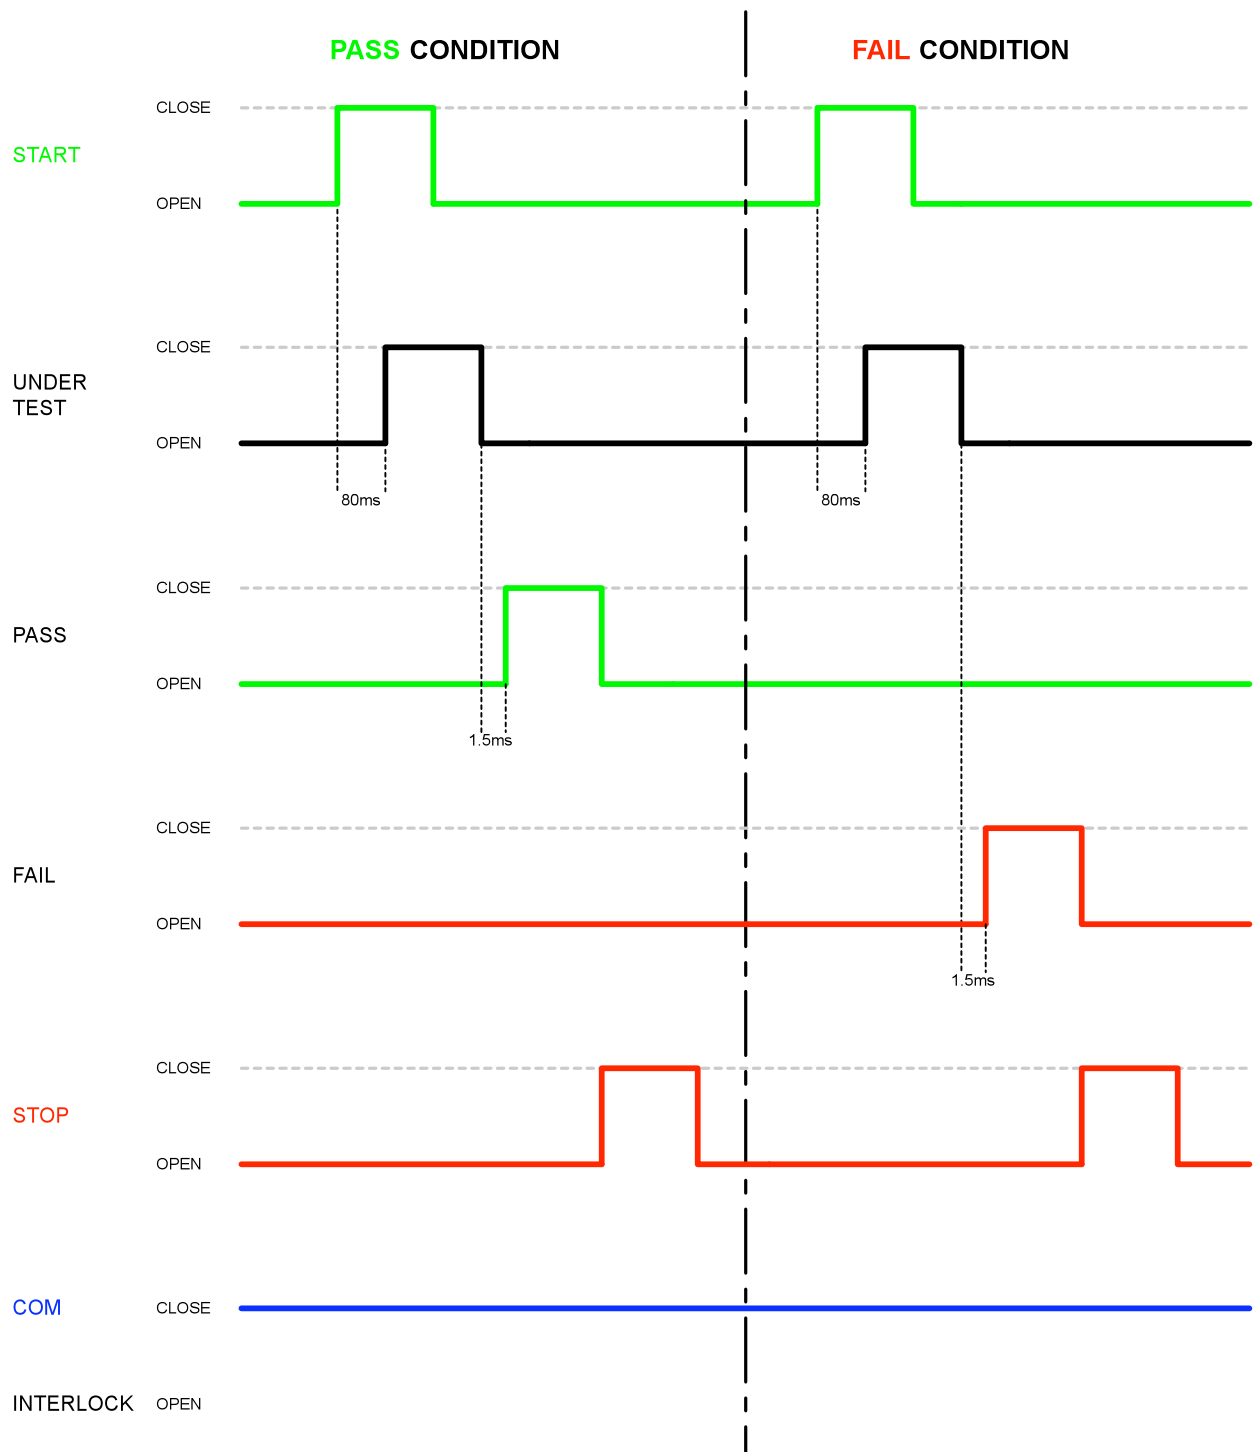 PASS CONDITION
FAIL CONDITION
CLOSE
START
OPEN
CLOSE
UNDER
TEST
OPEN
80ms
80ms
CLOSE
PASS
OPEN
1.5ms
CLOSE
FAIL
OPEN
1.5ms
CLOSE
STOP
OPEN
COM
CLOSE
INTERLOCK
OPEN